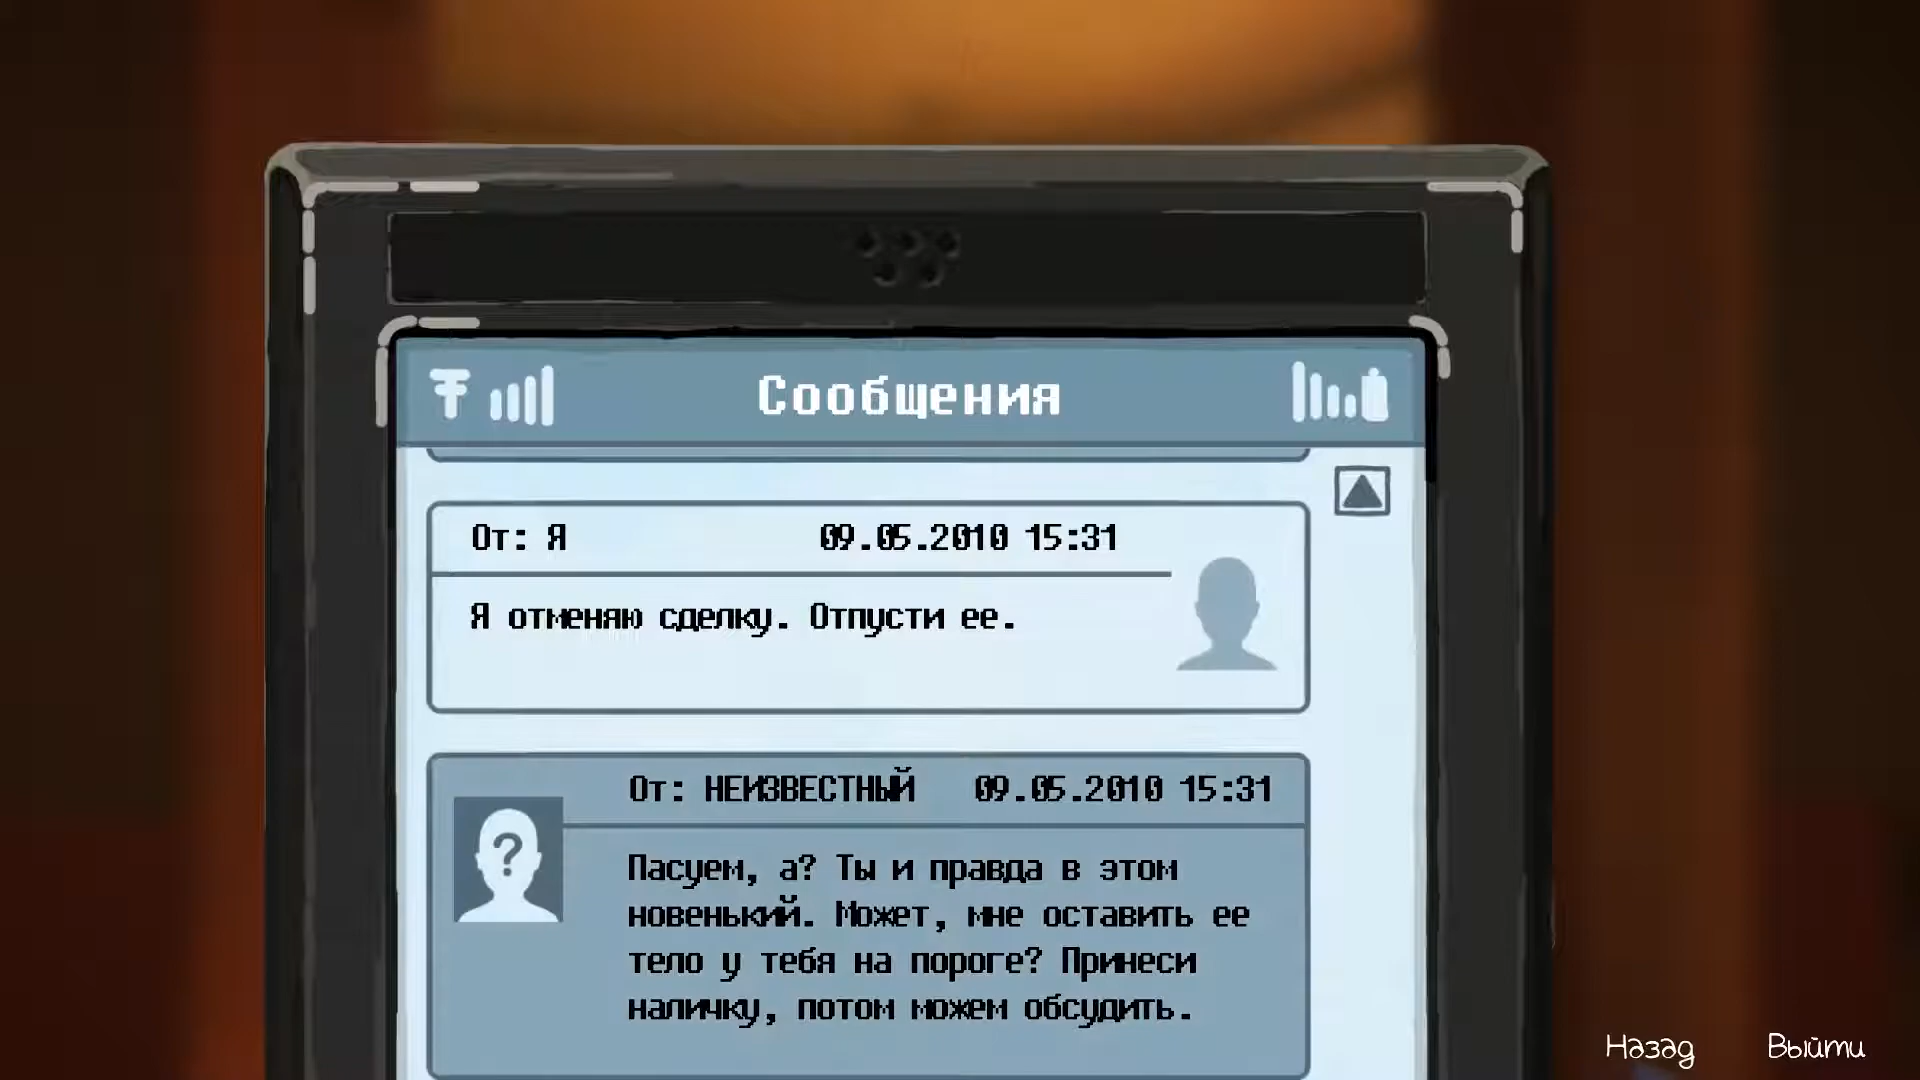 Сообщения
От: Я 09.05.2010 15:31
Я отменяю сделку. Отпусти ее.
От: НЕИЗВЕСТНЫЙ 09.05.2010 15:31
Пасуем, а? Ты и правда в этом
новенький. Может, мне оставить ее
тело у тебя на пороге? Принеси
наличку, потом можем обсудить.
Назад Выйти